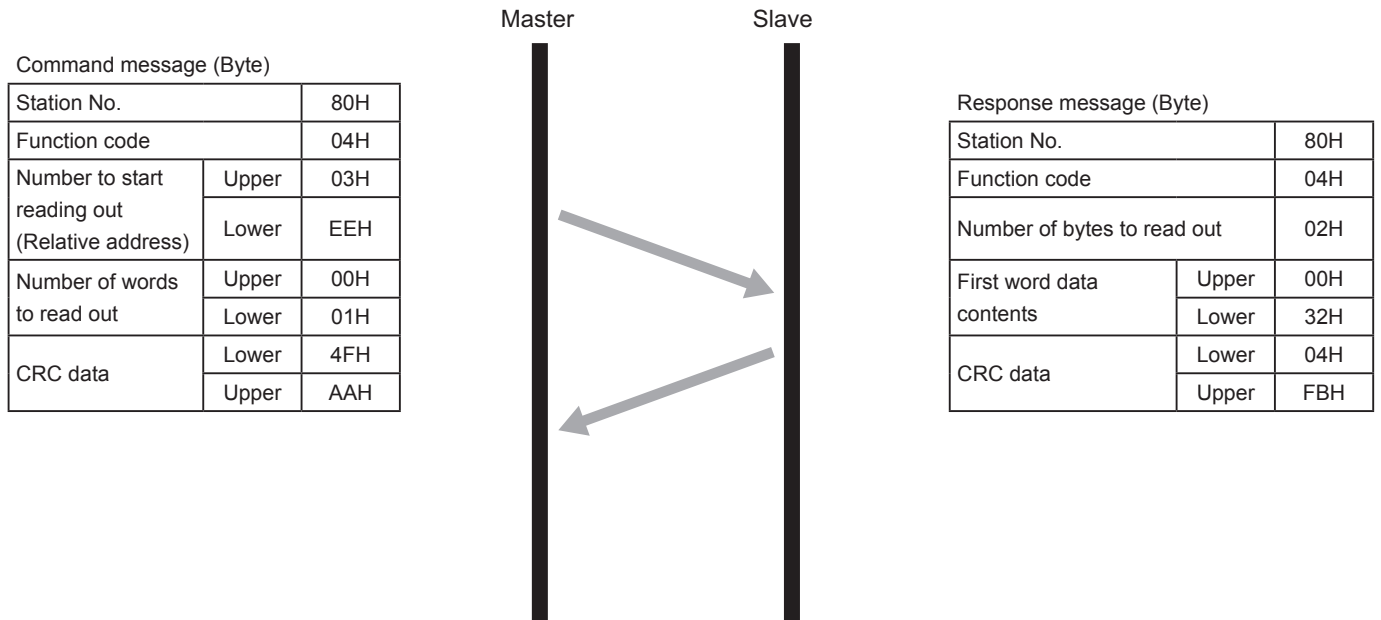 Master
Slave
Command message (Byte)
Station No. 80H
Function code 04H
Number to start Upper 03H
reading out
(Relative address) Lower EEH
Number of words Upper 00H
to read out Lower 01H
CRC data Lower 4FH
Upper AAH
Response message (Byte)
Station No. 80H
Function code 04H
Number of bytes to read out 02H
First word data Upper 00H
contents Lower 32H
CRC data Lower 04H
Upper FBH